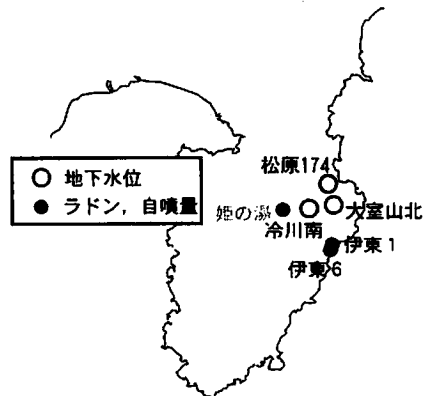 松原174
地下水位
ラドン，自噴量
姫の湯
大室山北
冷川南
伊東1
伊東6